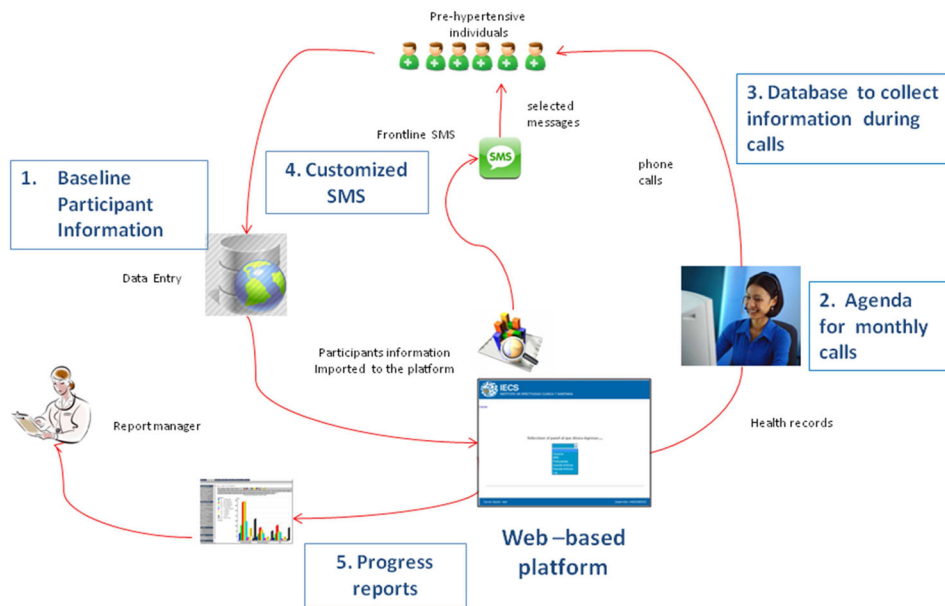 Pre-hypertensive
individuals
3. Database to collect
information during
calls
selected
messages
Frontline SMS
SMS
phone
calls
4. Customized
SMS
1. Baseline
Participant
Information
Data Entry
2. Agenda
for monthly
calls
Participants information
Imported to the platform
IECS
Report manager
Health records
Web –based
platform
5. Progress
reports